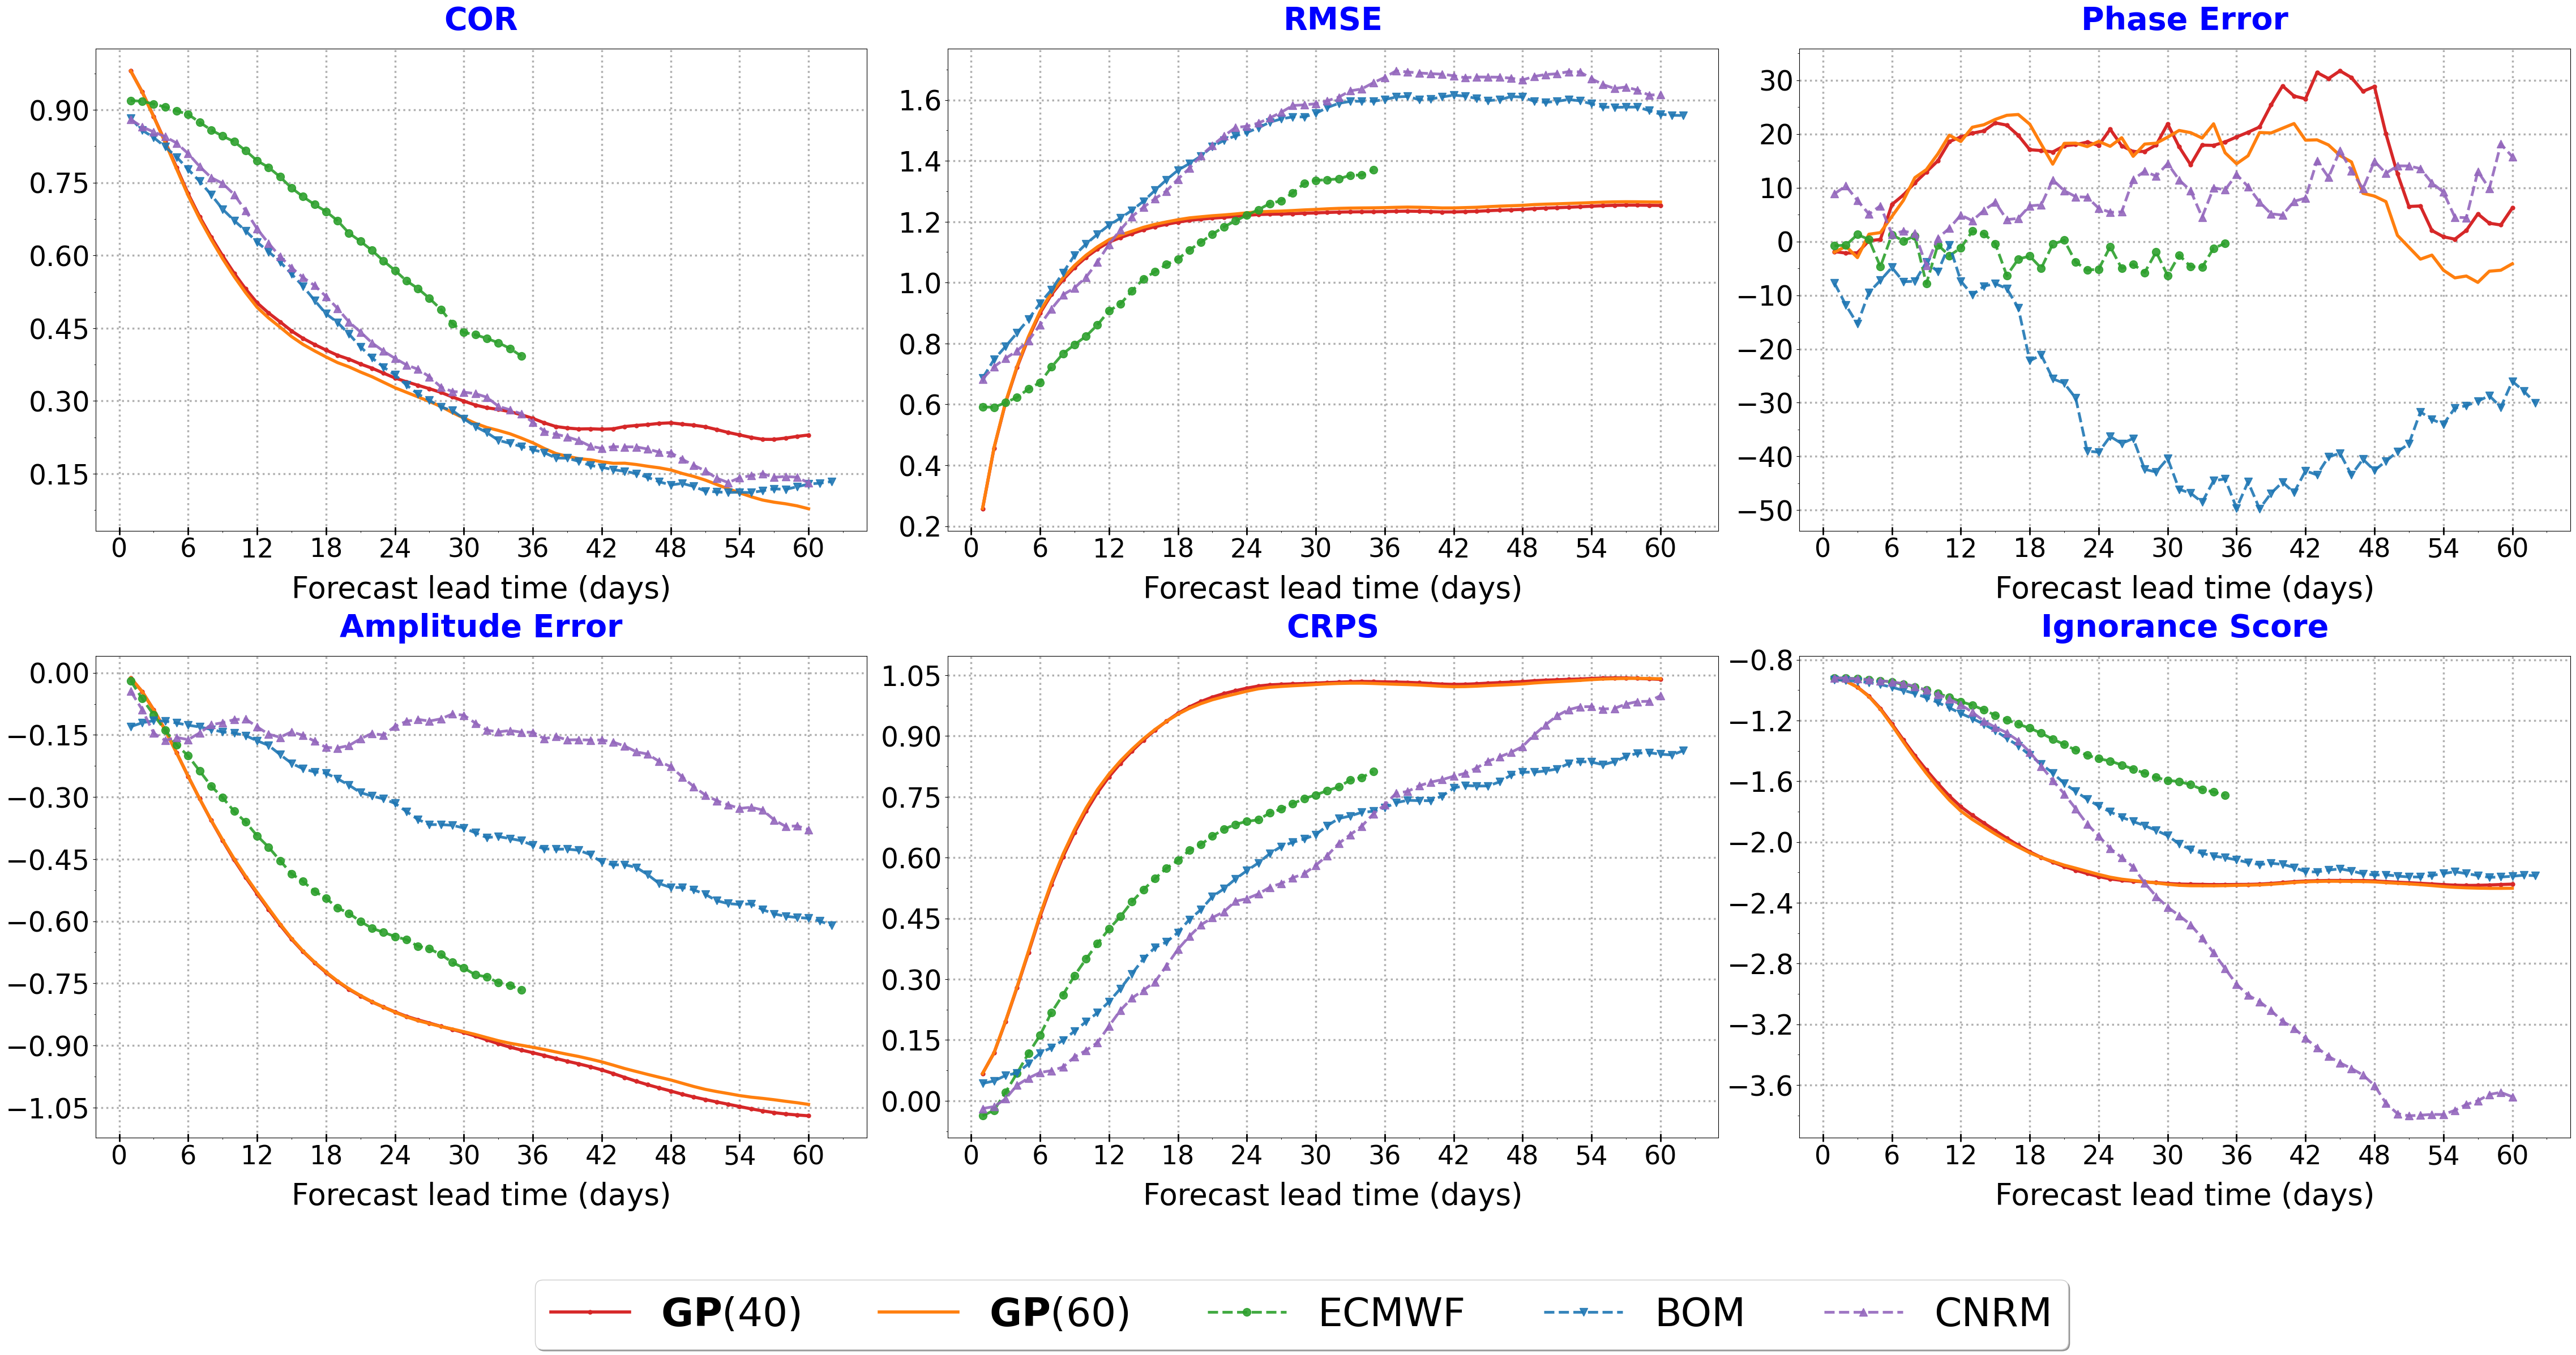 COR
0.90
0.75
0.60
0.45
0.30
0.15
0 6 12 18 24 30 36 42 48 54 60
Forecast lead time (days)
RMSE
1.6
1.4
1.2
1.0
0.8
0.6
0.4
0.2
0 6 12 18 24 30 36 42 48 54 60
Forecast lead time (days)
Phase Error
30
20
10
0
−10
−20
−30
−40
−50
0 6 12 18 24 30 36 42 48 54 60
Forecast lead time (days)
Amplitude Error
0.00
−0.15
−0.30
−0.45
−0.60
−0.75
−0.90
−1.05
0 6 12 18 24 30 36 42 48 54 60
Forecast lead time (days)
CRPS
1.05
0.90
0.75
0.60
0.45
0.30
0.15
0.00
0 6 12 18 24 30 36 42 48 54 60
Forecast lead time (days)
Ignorance Score
−0.8
−1.2
−1.6
−2.0
−2.4
−2.8
−3.2
−3.6
0 6 12 18 24 30 36 42 48 54 60
Forecast lead time (days)
GP(40) GP(60) ECMWF BOM CNRM